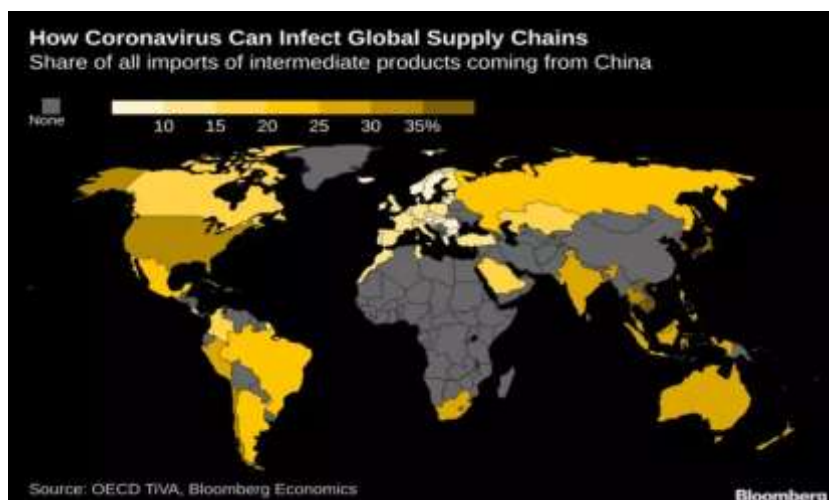 How Coronavirus Can Infect Global Supply Chains
Share of all imports of intermediate products coming from China
None
10 15 20 25 30 35%
Source: OECD TiVA, Bloomberg Economics
Bloomberg